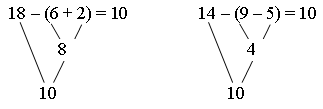 18 – (6 + 2) = 10
8
10
14 – (9 – 5) = 10
4
10